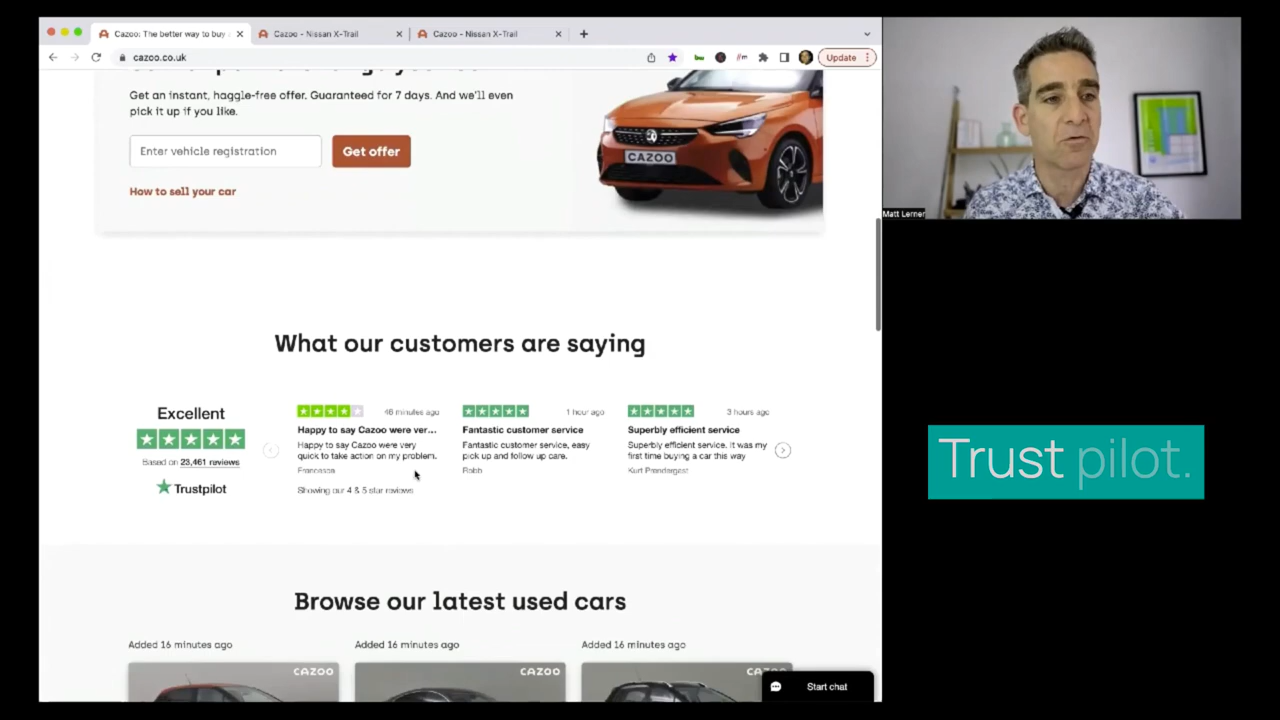 Cazoo: The better way to buy
Cazoo - Nissan X-Trail
Cazoo - Nissan X-Trail
cazoo.co.uk
Update
Get an instant, haggle-free offer. Guaranteed for 7 days. And we'll even
pick it up if you like.
Enter vehicle registration
Get offer
How to sell your car
CAZOO
Matt Lerner
What our customers are saying
Excellent
Based on 23,461 reviews
Trustpilot
46 minutes ago
Happy to say Cazoo were ver...
Happy to say Cazoo were very
quick to take action on my problem.
Francesca
Showing our 4 & 5 star reviews
1 hour ago
Fantastic customer service
Fantastic customer service, easy
pick up and follow up care.
Robb
3 hours ago
Superbly efficient service
Superbly efficient service. It was my
first time buying a car this way
Kurt Prendergast
Trustpilot.
Browse our latest used cars
Added 16 minutes ago
Added 16 minutes ago
Added 16 minutes ago
CAZOO
CAZOO
Start chat